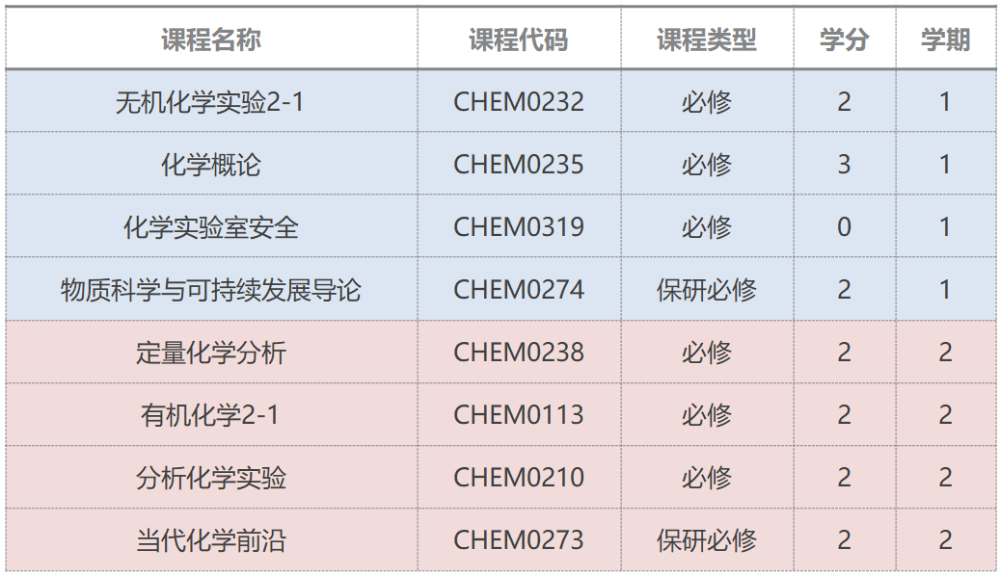 课程名称 课程代码 课程类型 学分 学期
无机化学实验2-1 CHEM0232 必修 2 1
化学概论 CHEM0235 必修 3 1
化学实验室安全 CHEM0319 必修 0 1
物质科学与可持续发展导论 CHEM0274 保研必修 2 1
定量化学分析 CHEM0238 必修 2 2
有机化学2-1 CHEM0113 必修 2 2
分析化学实验 CHEM0210 必修 2 2
当代化学前沿 CHEM0273 保研必修 2 2